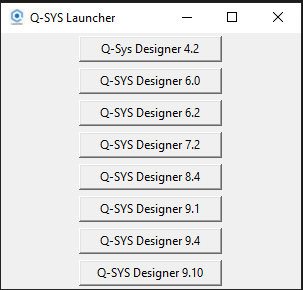 Q-SYS Launcher
Q-Sys Designer 4.2
Q-SYS Designer 6.0
Q-SYS Designer 6.2
Q-SYS Designer 7.2
Q-SYS Designer 8.4
Q-SYS Designer 9.1
Q-SYS Designer 9.4
Q-SYS Designer 9.10